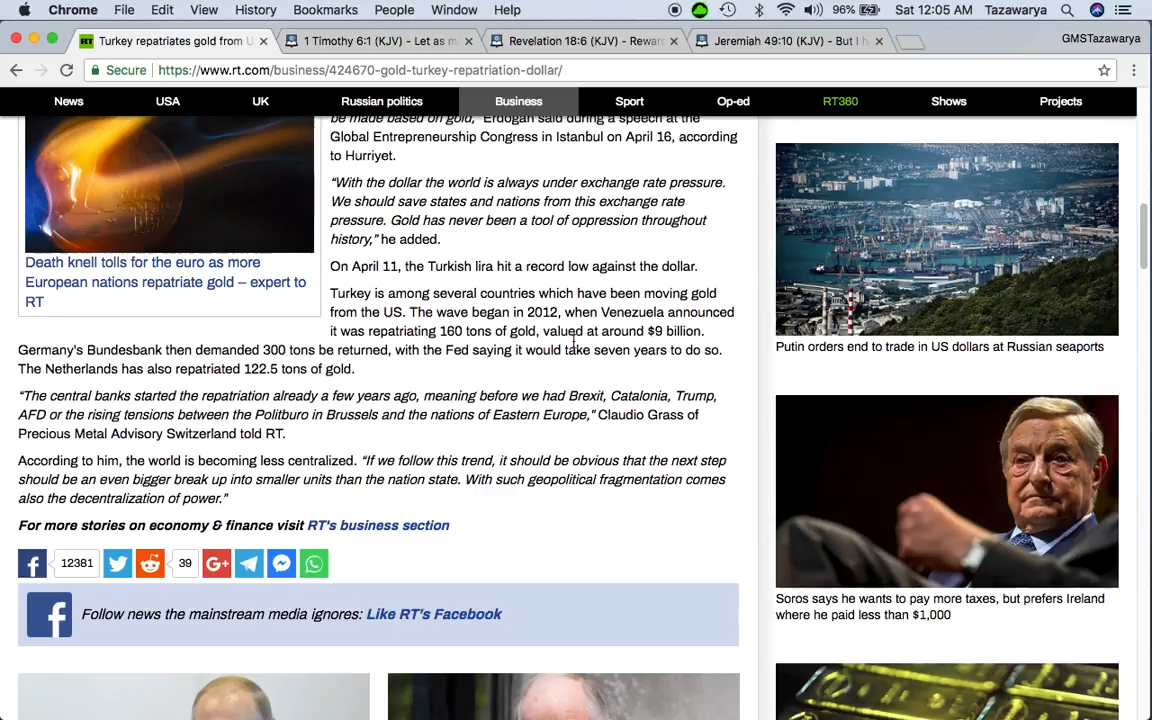 Chrome File Edit View History Bookmarks People Window Help 96% Sat 12:05 AM Tazawarya
RT Turkey repatriates gold from U 1 Timothy 6:1 (KJV) - Let as m Revelation 18:6 (KJV) - Rewar Jeremiah 49:10 (KJV) - But I h GMSTazawarya
Secure https://www.rt.com/business/424670-gold-turkey-repatriation-dollar/
News USA UK Russian politics Business Sport Op-ed RT360 Shows Projects
be made based on gold," Erdogan said during a speech at the
Global Entrepreneurship Congress in Istanbul on April 16, according
to Hurriyet.
“With the dollar the world is always under exchange rate pressure.
We should save states and nations from this exchange rate
pressure. Gold has never been a tool of oppression throughout
history,” he added.
Death knell tolls for the euro as more
European nations repatriate gold – expert to
RT
On April 11, the Turkish lira hit a record low against the dollar.
Turkey is among several countries which have been moving gold
from the US. The wave began in 2012, when Venezuela announced
it was repatriating 160 tons of gold, valued at around $9 billion.
Germany's Bundesbank then demanded 300 tons be returned, with the Fed saying it would take seven years to do so.
The Netherlands has also repatriated 122.5 tons of gold.
“The central banks started the repatriation already a few years ago, meaning before we had Brexit, Catalonia, Trump,
AFD or the rising tensions between the Politburo in Brussels and the nations of Eastern Europe,” Claudio Grass of
Precious Metal Advisory Switzerland told RT.
According to him, the world is becoming less centralized. “If we follow this trend, it should be obvious that the next step
should be an even bigger break up into smaller units than the nation state. With such geopolitical fragmentation comes
also the decentralization of power.”
For more stories on economy & finance visit RT's business section
12381 39
Follow news the mainstream media ignores: Like RT's Facebook
Putin orders end to trade in US dollars at Russian seaports
Soros says he wants to pay more taxes, but prefers Ireland
where he paid less than $1,000